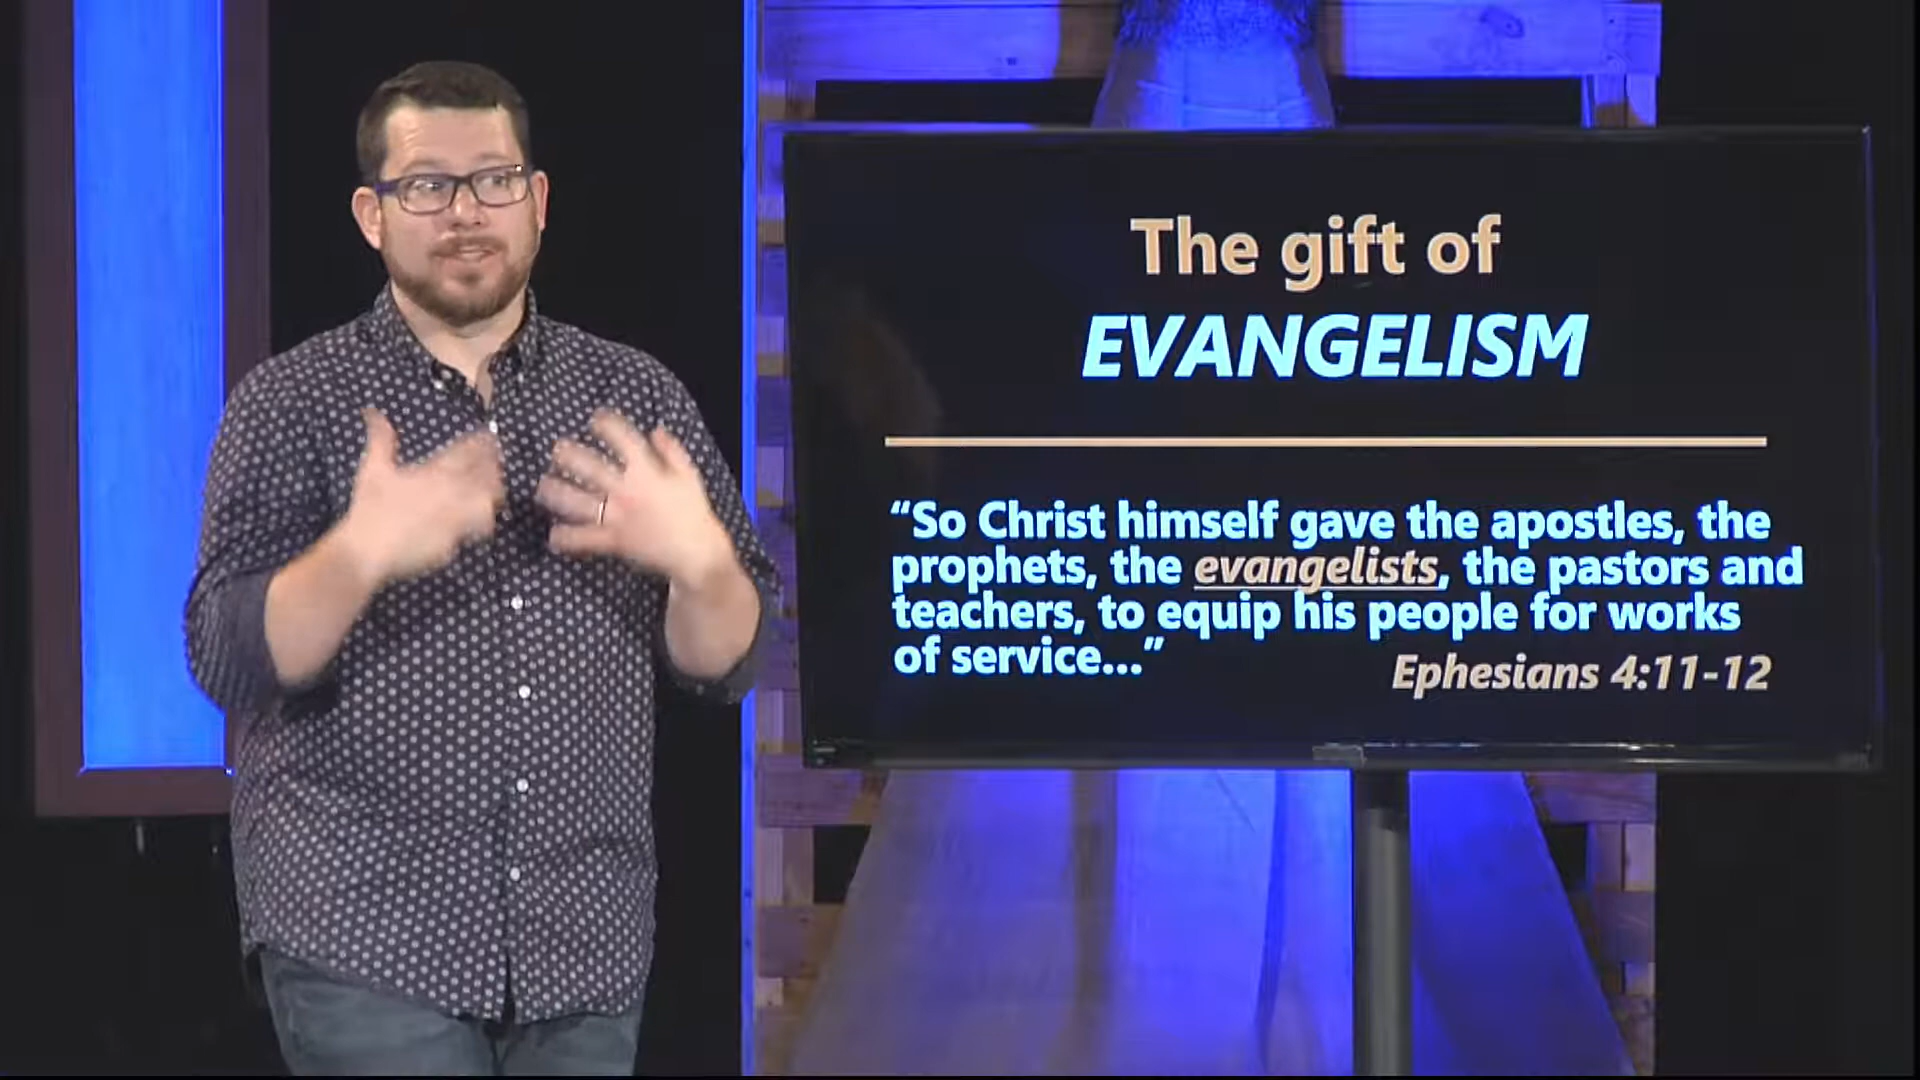 The gift of
EVANGELISM
“So Christ himself gave the apostles, the
prophets, the evangelists, the pastors and
teachers, to equip his people for works
of service...”
Ephesians 4:11-12